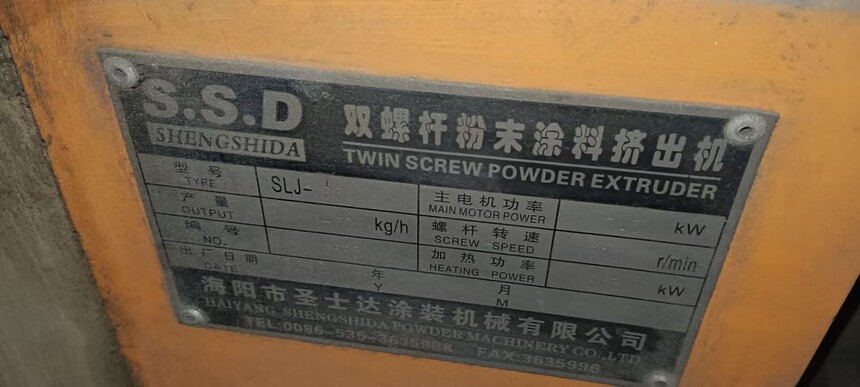 S.S.D
SHENGSHIDA
双螺杆粉末涂料挤出机
TWIN SCREW POWDER EXTRUDER
型号
TYPE
SLJ-
主电机功率
MAIN MOTOR POWER
kW
产量
OUTPUT
kg/h
螺杆转速
SCREW SPEED
r/min
编号
NO.
加热功率
HEATING POWER
kW
出厂日期
DATE
年
Y
月
M
海阳市圣士达涂装机械有限公司
HAIYANG SHENGSHIDA POWDER MACHINERY CO.,LTD
TEL:0086-535-3635988 FAX:3635996